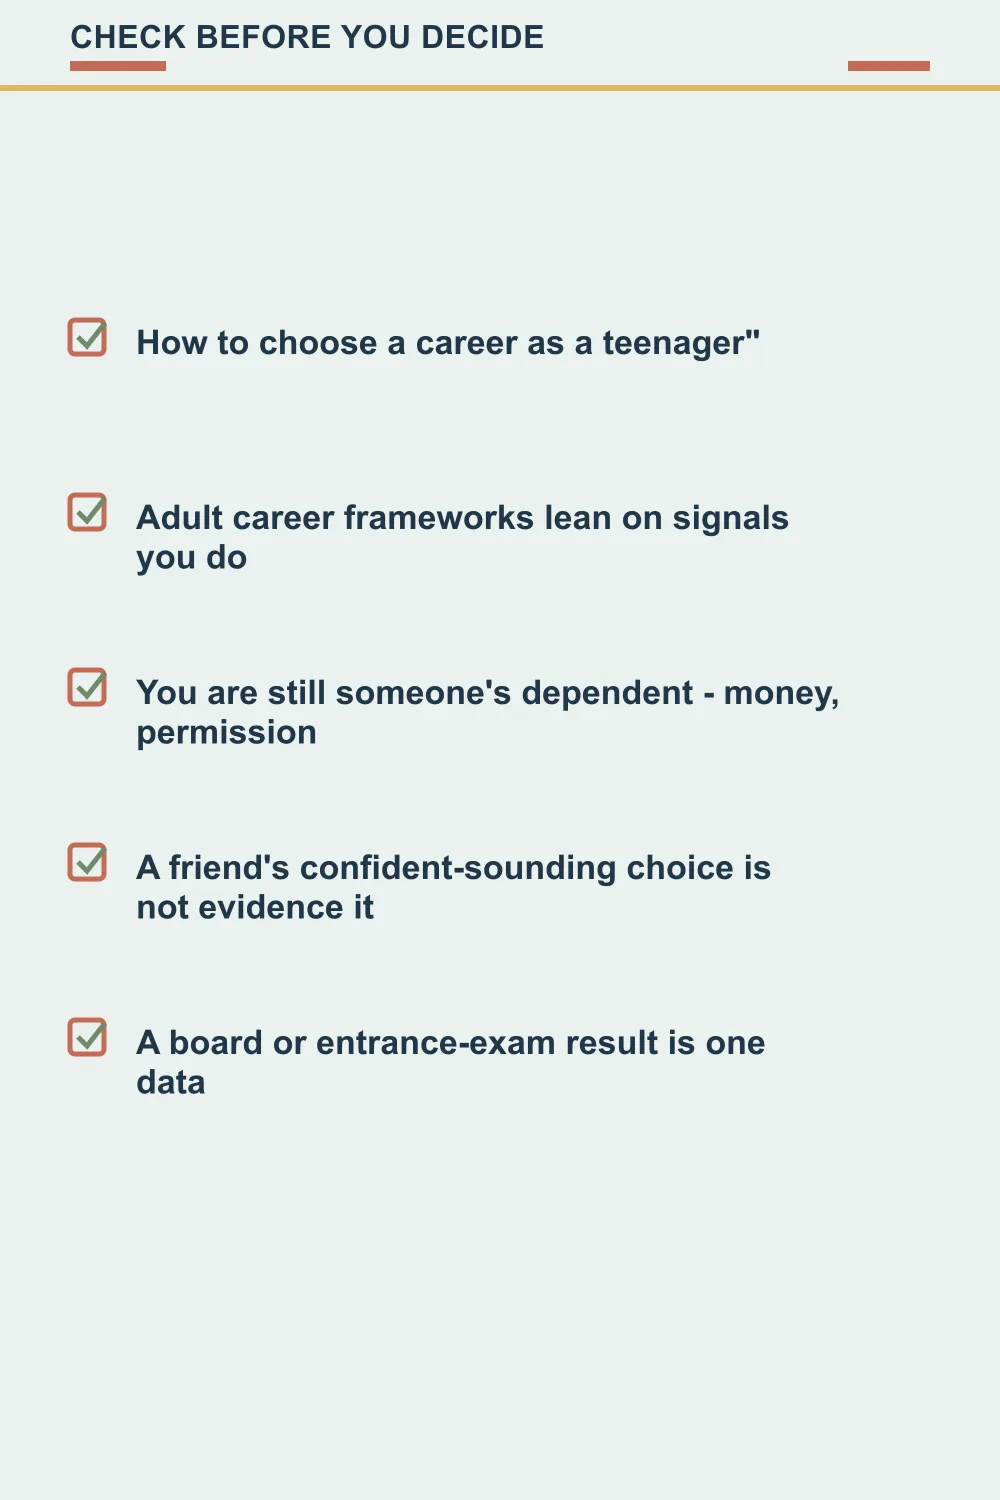 CHECK BEFORE YOU DECIDE
How to choose a career as a teenager"
Adult career frameworks lean on signals
you do
You are still someone's dependent - money,
permission
A friend's confident-sounding choice is
not evidence it
A board or entrance-exam result is one
data